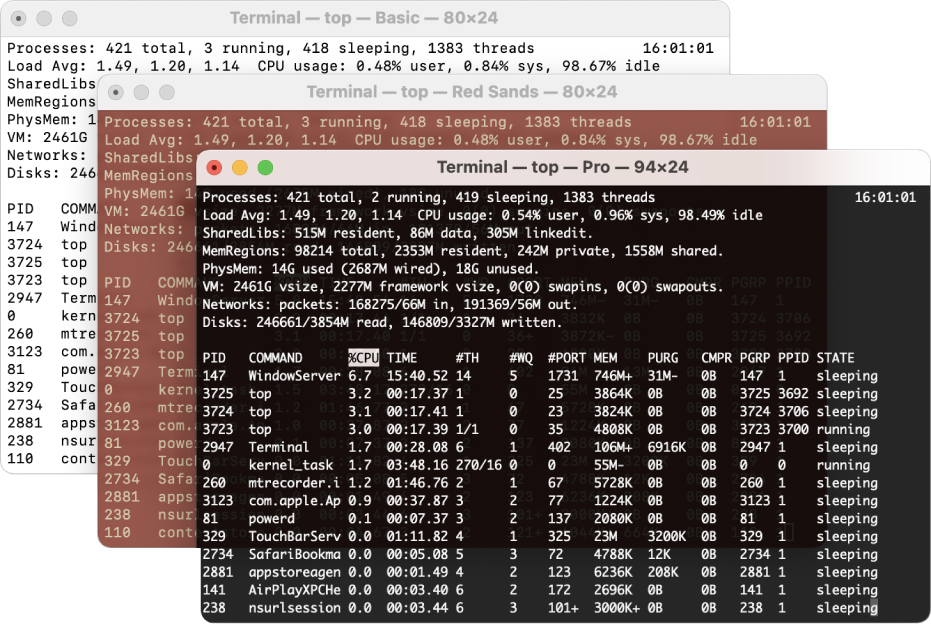 Terminal — top — Basic — 80×24
Processes: 421 total, 3 running, 418 sleeping, 1383 threads 16:01:01
Load Avg: 1.49, 1.20, 1.14 CPU usage: 0.48% user, 0.84% sys, 98.67% idle
SharedLibs
MemRegions
PhysMem: 1
VM: 2461G
Networks:
Disks: 246
PID COMM
147 Wind
3724 top
3725 top
3723 top
2947 Term
0 kern
260 mtre
3123 com.
81 powe
329 Touc
2734 Safa
2881 apps
238 nsur
110 cont
Terminal — top — Red Sands — 80×24
Processes: 421 total, 3 running, 418 sleeping, 1383 threads 16:01:01
Load Avg: 1.49, 1.20, 1.14 CPU usage: 0.48% user, 0.84% sys, 98.67% idle
SharedLibs
MemRegions
PhysMem: 14
VM: 2461G
Networks:
Disks: 246
PID COMM
147 Wind
3724 top
3725 top
3723 top
2947 Term
0 kern
260 mtre
3123 com.a
81 power
329 Touch
2734 Safa
2881 apps
238 nsurl
110 cont
Terminal — top — Pro — 94×24
Processes: 421 total, 2 running, 419 sleeping, 1383 threads 16:01:01
Load Avg: 1.49, 1.20, 1.14 CPU usage: 0.54% user, 0.96% sys, 98.49% idle
SharedLibs: 515M resident, 86M data, 305M linkedit.
MemRegions: 98214 total, 2353M resident, 242M private, 1558M shared.
PhysMem: 14G used (2687M wired), 18G unused.
VM: 2461G vsize, 2277M framework vsize, 0(0) swapins, 0(0) swapouts.
Networks: packets: 168275/66M in, 191369/56M out.
Disks: 246661/3854M read, 146809/3327M written.
PID COMMAND %CPU TIME #TH #WQ #PORT MEM PURG CMPR PGRP PPID STATE
147 WindowServer 6.7 15:40.52 14 5 1731 746M+ 31M- 0B 147 1 sleeping
3725 top 3.2 00:17.37 1 0 25 3864K 0B 0B 3725 3692 sleeping
3724 top 3.1 00:17.41 1 0 23 3824K 0B 0B 3724 3706 sleeping
3723 top 3.0 00:17.39 1/1 0 35 4808K 0B 0B 3723 3700 running
2947 Terminal 1.7 00:28.08 6 1 402 106M+ 6916K 0B 2947 1 sleeping
0 kernel_task 1.7 03:48.16 270/16 0 0 55M- 0B 0B 0 0 running
260 mtrecorder.i 1.2 01:46.76 2 1 67 5728K 0B 0B 260 1 sleeping
3123 com.apple.Ap 0.9 00:37.87 3 2 77 1224K 0B 0B 3123 1 sleeping
81 powerd 0.1 00:07.37 3 2 137 2080K 0B 0B 81 1 sleeping
329 TouchBarServ 0.0 01:11.82 4 1 325 23M 3200K 0B 329 1 sleeping
2734 SafariBookma 0.0 00:05.08 5 3 72 4788K 12K 0B 2734 1 sleeping
2881 appstoreagen 0.0 00:01.49 4 2 123 6236K 208K 0B 2881 1 sleeping
141 AirPlayXPCHe 0.0 00:03.40 6 2 172 2696K 0B 0B 141 1 sleeping
238 nsurlsession 0.0 00:03.44 6 3 101+ 3000K+ 0B 0B 238 1 sleeping